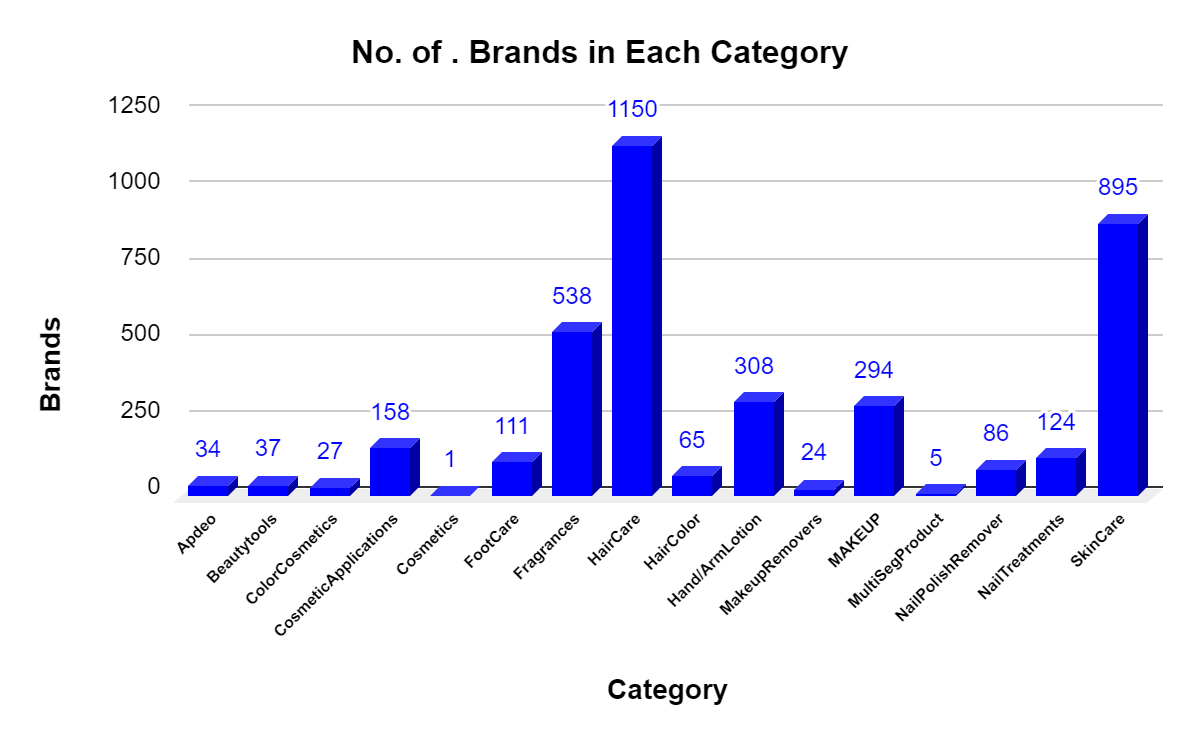 No. of . Brands in Each Category
1250
1000
750
500
250
0
Brands
34
37
27
158
1
111
538
1150
65
308
24
294
5
86
124
895
Apdeo
Beautytools
ColorCosmetics
CosmeticApplications
Cosmetics
FootCare
Fragrances
HairCare
HairColor
Hand/ArmLotion
MakeupRemovers
MAKEUP
MultiSegProduct
NailPolishRemover
NailTreatments
SkinCare
Category